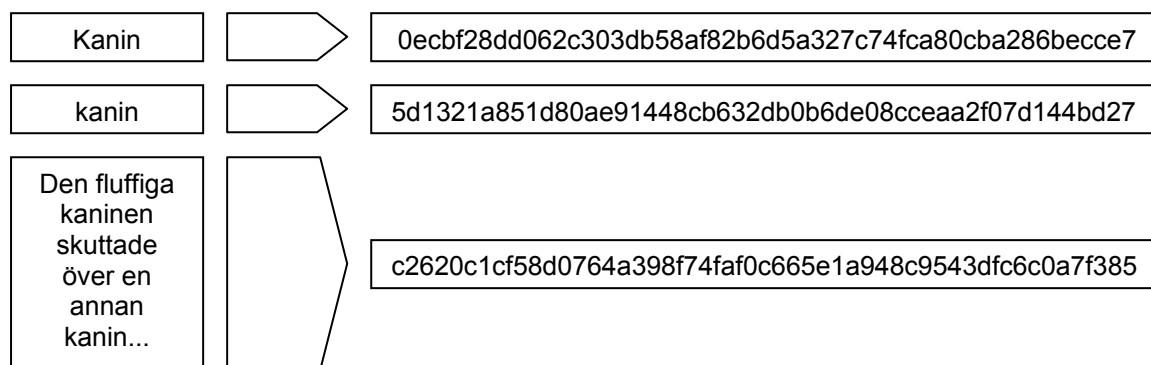 Kanin
0ecbf28dd062c303db58af82b6d5a327c74fca80cba286becce7
kanin
5d1321a851d80ae91448cb632db0b6de08cceaa2f07d144bd27
Den fluffiga
kaninen
skuttade
över en
annan
kanin...
c2620c1cf58d0764a398f74faf0c665e1a948c9543dfc6c0a7f385